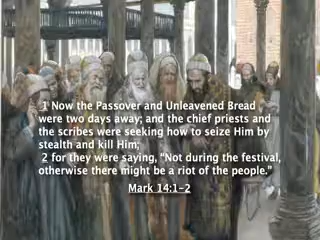 1 Now the Passover and Unleavened Bread
were two days away; and the chief priests and
the scribes were seeking how to seize Him by
stealth and kill Him;
2 for they were saying, “Not during the festival,
otherwise there might be a riot of the people.”
Mark 14:1-2